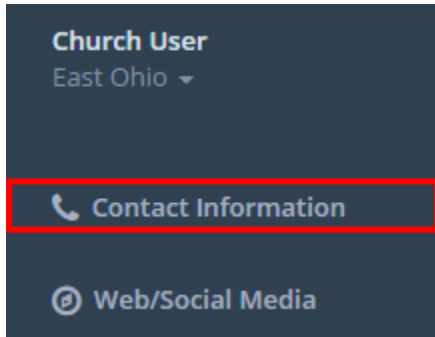 Church User
East Ohio
Contact Information
Web/Social Media